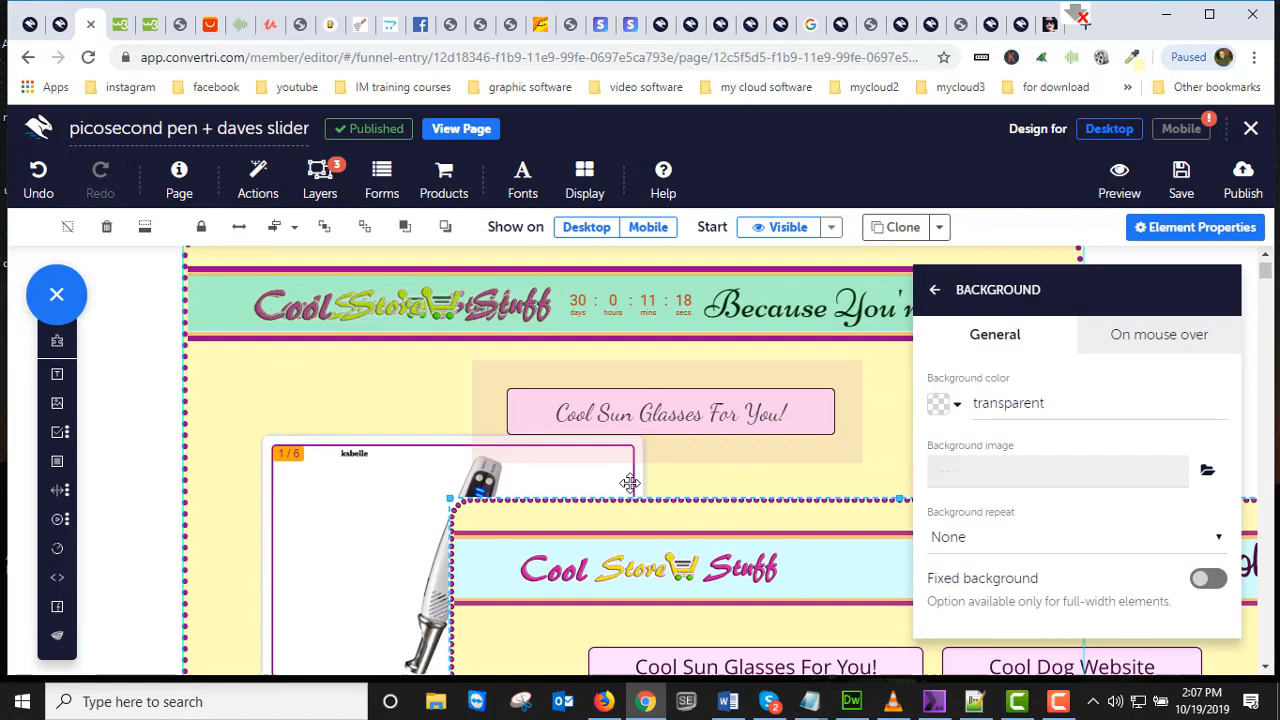 app.convertri.com/member/editor/#/funnel-entry/12d18346-f1b9-11e9-99fe-0697e5ca793e/page/12c5f5d5-f1b9-11e9-99fe-0697e5...
Paused
Apps
instagram
facebook
youtube
IM training courses
graphic software
video software
my cloud software
mycloud2
mycloud3
for download
»
Other bookmarks
picosecond pen + daves slider
Published
View Page
Design for
Desktop
Mobile
!
Undo
Redo
Page
Actions
Layers
3
Forms
Products
Fonts
Display
Help
Preview
Save
Publish
Show on
Desktop
Mobile
Start
Visible
Clone
Element Properties
Cool Store Stuff
30 : 0 : 11 : 18
days hours mins secs
Because You'r
Cool Sun Glasses For You!
1 / 6
ksbelle
Cool Store Stuff
Cool Sun Glasses For You!
Cool Dog Website
BACKGROUND
General
On mouse over
Background color
transparent
Background image
---
Background repeat
None
Fixed background
Option available only for full-width elements.
Type here to search
2:07 PM
10/19/2019